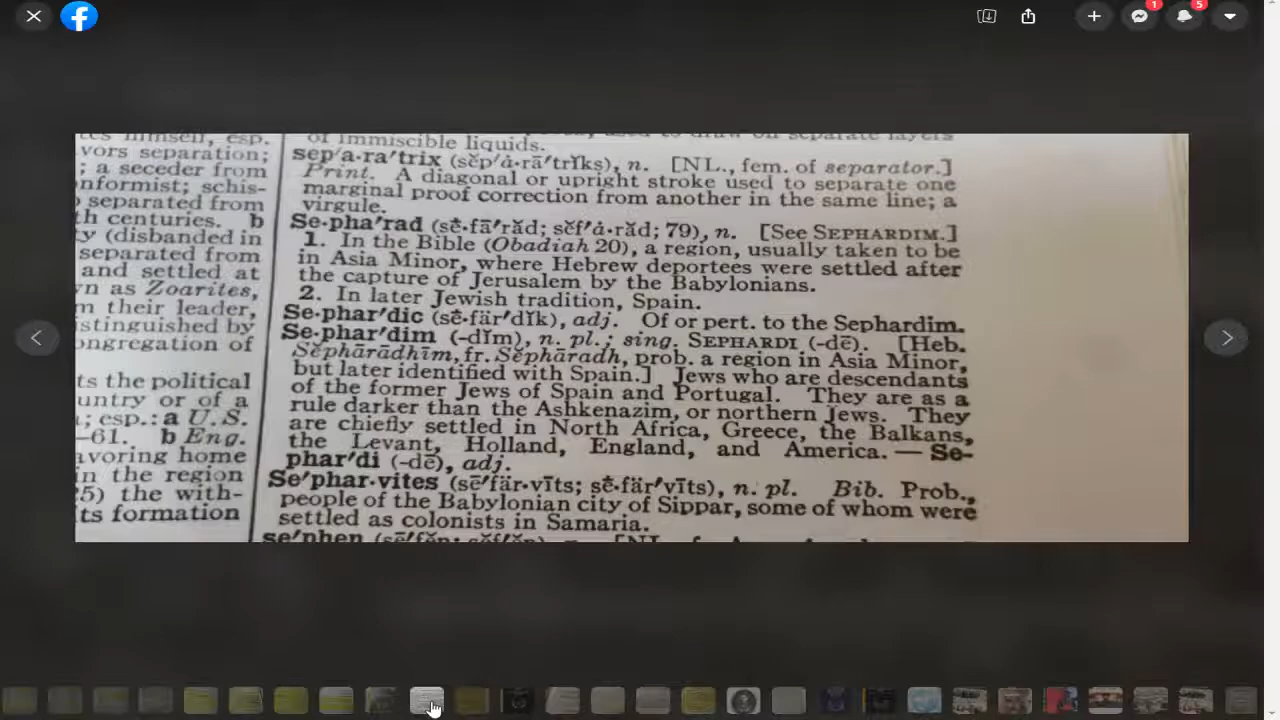 1
5
tes himself, esp.
vors separation;
; a seceder from
nformist; schis-
separated from
th centuries. b
ty (disbanded in
separated from
and settled at
n as Zoarites,
m their leader,
stinguished by
ongregation of
ts the political
untry or of a
; esp.: a U.S.
–61. b Eng.
avoring home
in the region
5) the with-
ts formation
of immiscible liquids.
sep′a·ra′trix (sĕp′ȧ·rā′trĭks), n. [NL., fem. of separator.]
Print. A diagonal or upright stroke used to separate one
marginal proof correction from another in the same line; a
virgule.
Se·pha′rad (sē̇·fā′răd; sĕf′ȧ·răd; 79), n. [See SEPHARDIM.]
1. In the Bible (Obadiah 20), a region, usually taken to be
in Asia Minor, where Hebrew deportees were settled after
the capture of Jerusalem by the Babylonians.
2. In later Jewish tradition, Spain.
Se·phar′dic (sē̇·fär′dĭk), adj. Of or pert. to the Sephardim.
Se·phar′dim (-dĭm), n. pl.; sing. SEPHARDI (-dē). [Heb.
Sĕphārādhīm, fr. Sĕphāradh, prob. a region in Asia Minor,
but later identified with Spain.] Jews who are descendants
of the former Jews of Spain and Portugal. They are as a
rule darker than the Ashkenazim, or northern Jews. They
are chiefly settled in North Africa, Greece, the Balkans,
the Levant, Holland, England, and America. — Se-
phar′di (-dē), adj.
Se′phar·vites (sē′fär·vīts; sē̇·fär′vīts), n. pl. Bib. Prob.,
people of the Babylonian city of Sippar, some of whom were
settled as colonists in Samaria.